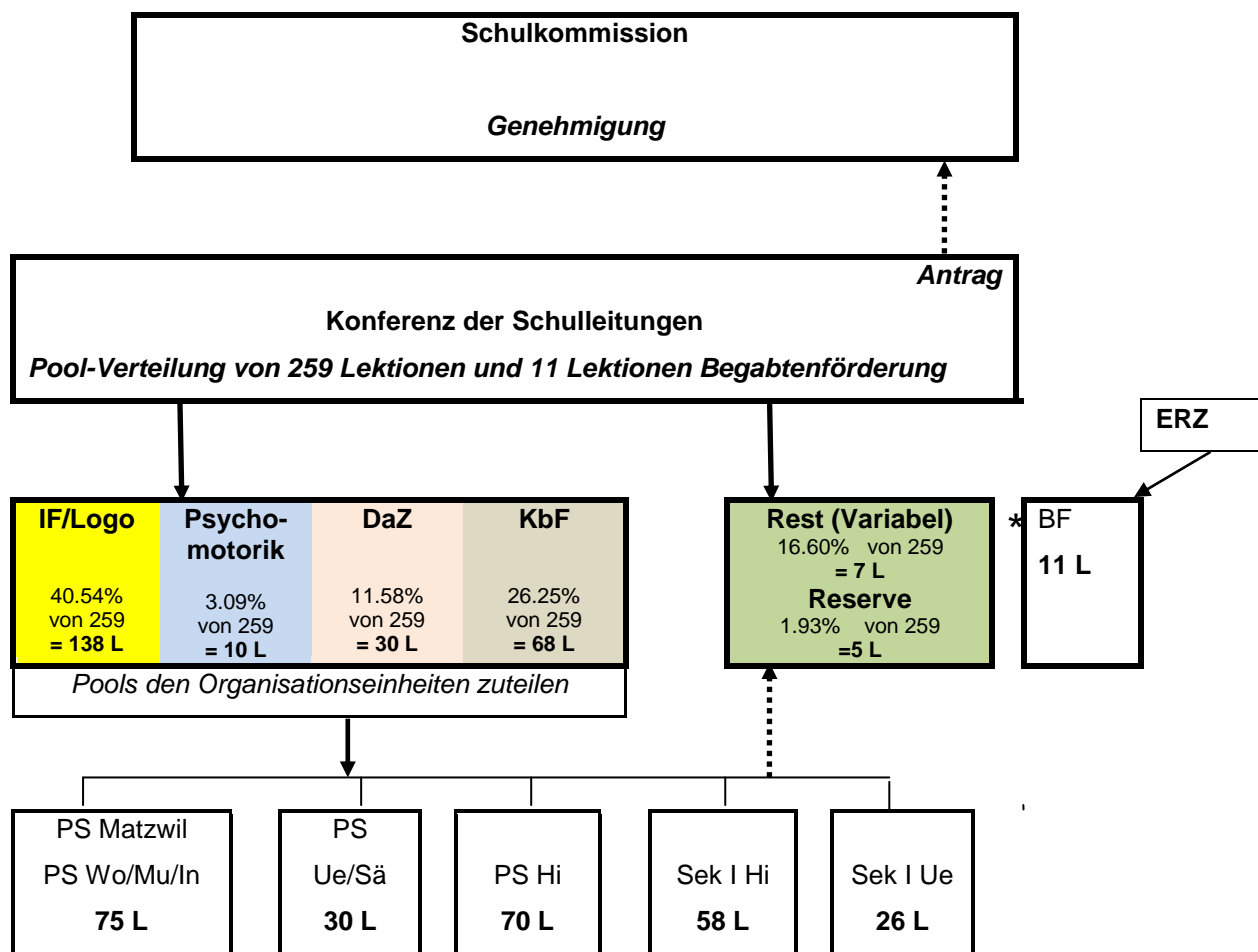 Schulkommission
Genehmigung
Antrag
Konferenz der Schulleitungen
Pool-Verteilung von 259 Lektionen und 11 Lektionen Begabtenförderung
ERZ
IF/Logo
40.54%
von 259
= 138 L
Psycho-
motorik
3.09%
von 259
= 10 L
DaZ
11.58%
von 259
= 30 L
KbF
26.25%
von 259
= 68 L
Rest (Variabel)
16.60% von 259
= 7 L
Reserve
1.93% von 259
=5 L
*
BF
11 L
Pools den Organisationseinheiten zuteilen
PS Matzwil
PS Wo/Mu/In
75 L
PS
Ue/Sä
30 L
PS Hi
70 L
Sek I Hi
58 L
Sek I Ue
26 L